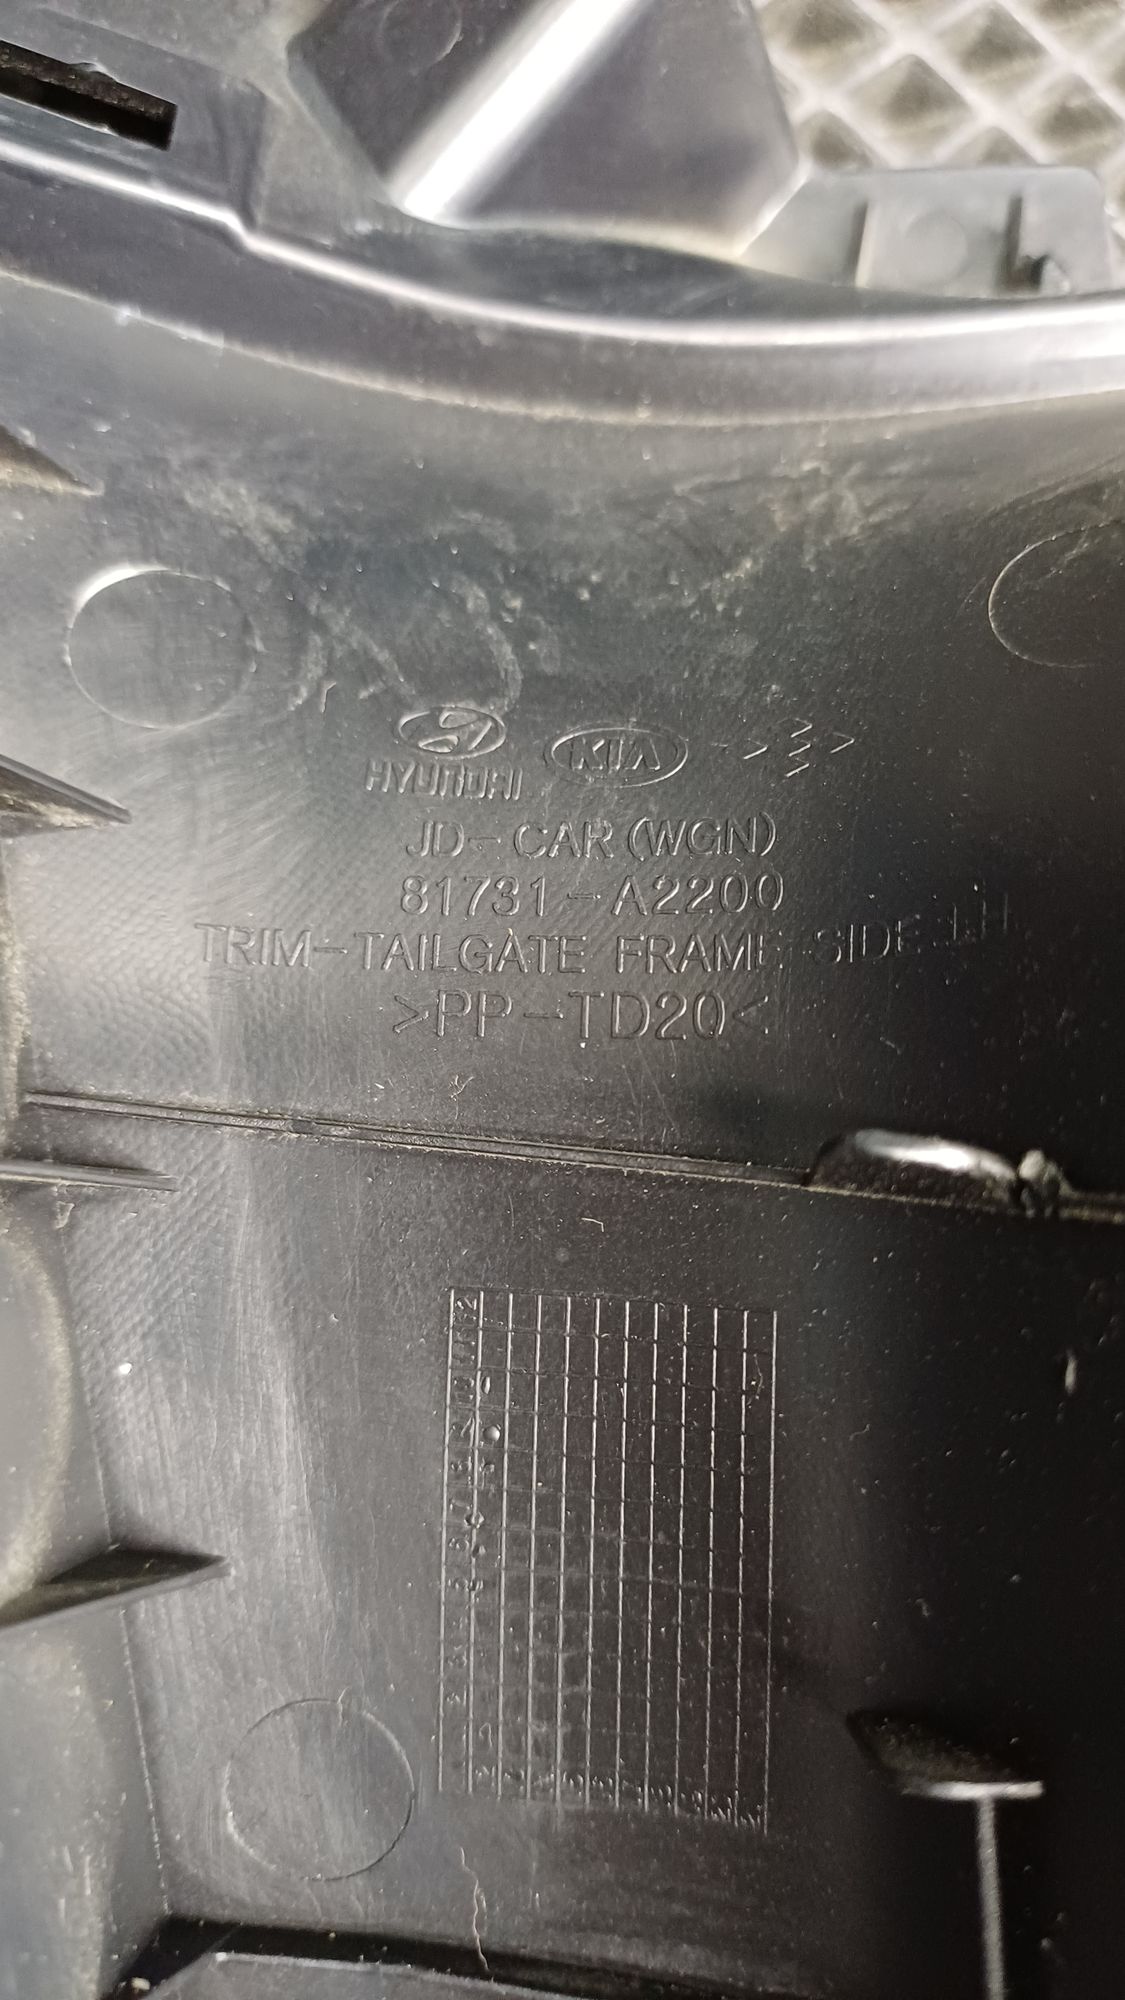 HYUNDAI KIA
JD-CAR (WGN)
81731-A2200
TRIM-TAILGATE FRAME SIDE LH
>PP-TD20<